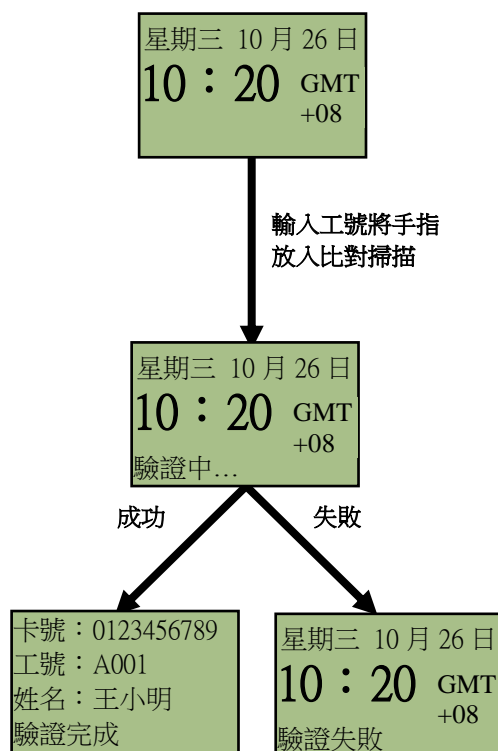 星期三 10 月 26 日
10：20 GMT
+08
輸入工號將手指
放入比對掃描
星期三 10 月 26 日
10：20 GMT
+08
驗證中...
成功
失敗
卡號：0123456789
工號：A001
姓名：王小明
驗證完成
星期三 10 月 26 日
10：20 GMT
+08
驗證失敗